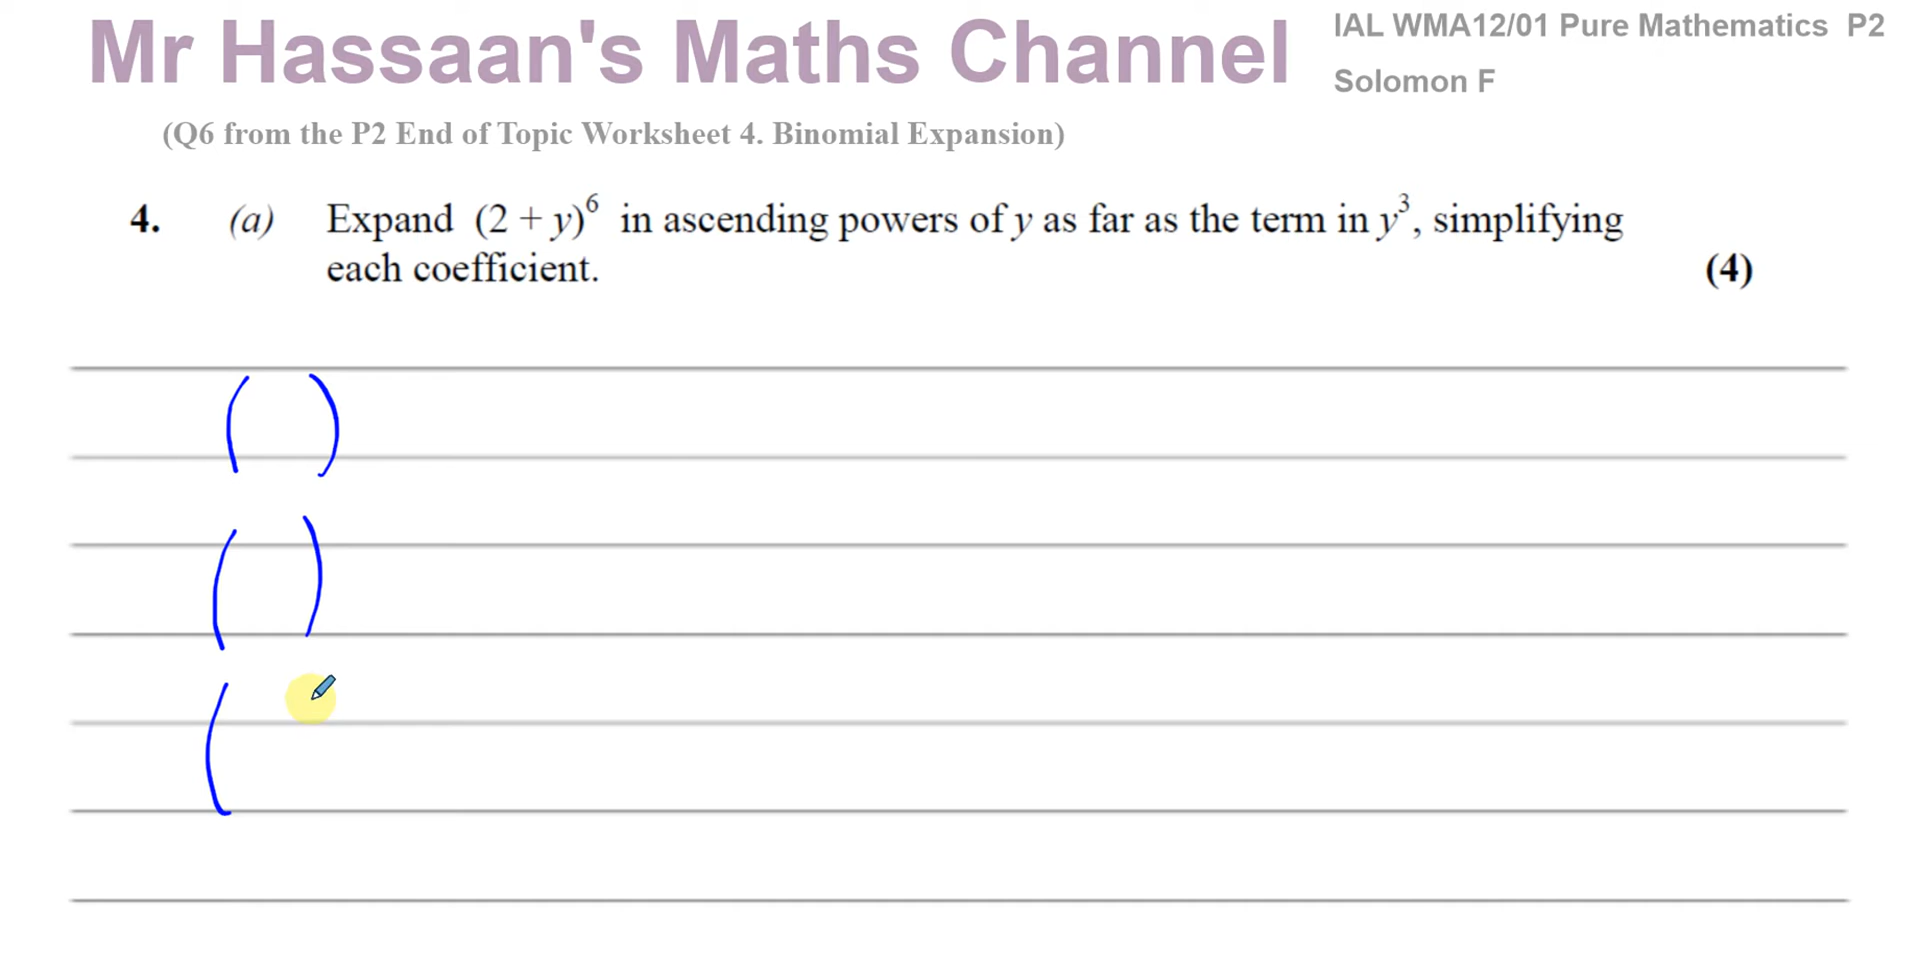 Mr Hassaan's Maths Channel
IAL WMA12/01 Pure Mathematics P2
Solomon F
(Q6 from the P2 End of Topic Worksheet 4. Binomial Expansion)
4. (a) Expand (2 + y)⁶ in ascending powers of y as far as the term in y³, simplifying
each coefficient.
(4)
( )
( )
(